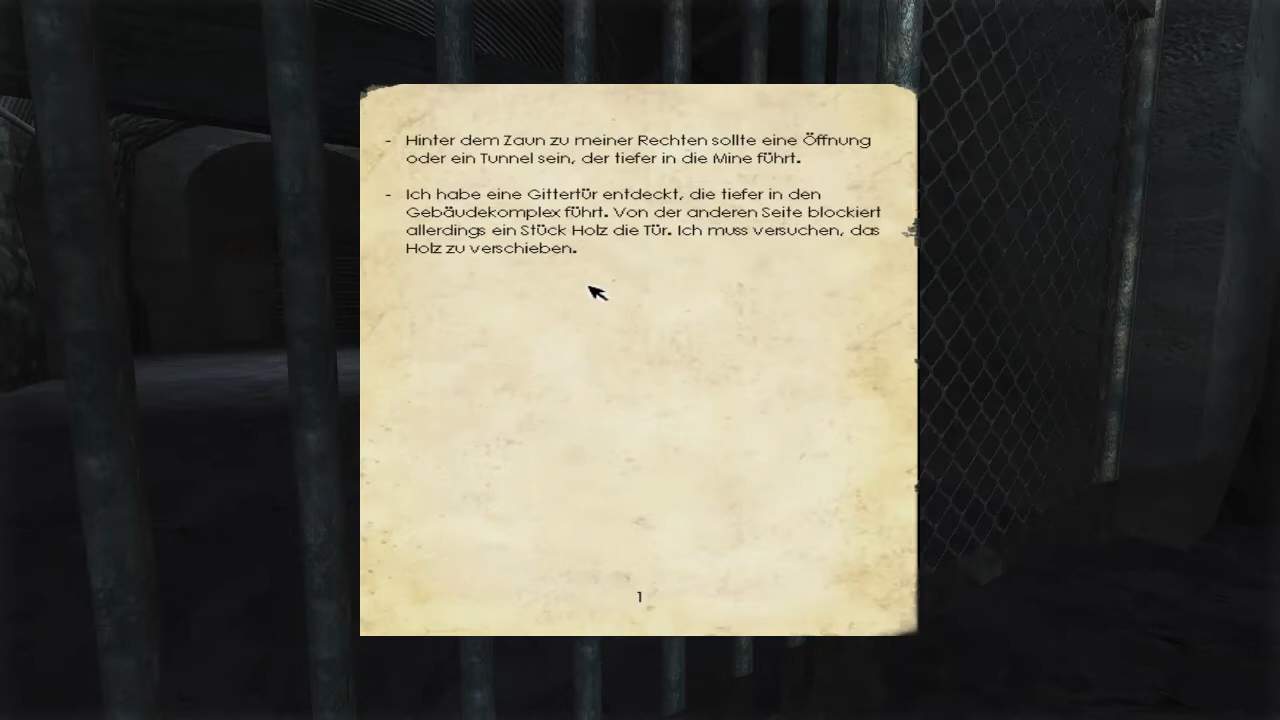 - Hinter dem Zaun zu meiner Rechten sollte eine Öffnung
oder ein Tunnel sein, der tiefer in die Mine führt.
- Ich habe eine Gittertür entdeckt, die tiefer in den
Gebäudekomplex führt. Von der anderen Seite blockiert
allerdings ein Stück Holz die Tür. Ich muss versuchen, das
Holz zu verschieben.
1